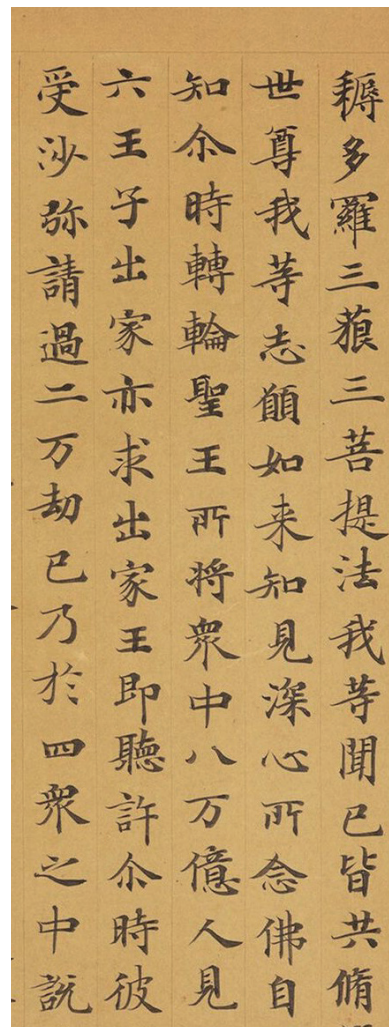 耨多羅三藐三菩提法我等聞已皆共脩
世尊我等志願如来知見深心所念佛自
知尒時轉輪聖王所将衆中八万億人見
六王子出家亦求出家王即聽許尒時彼
受沙弥請過二万劫已乃於四衆之中説